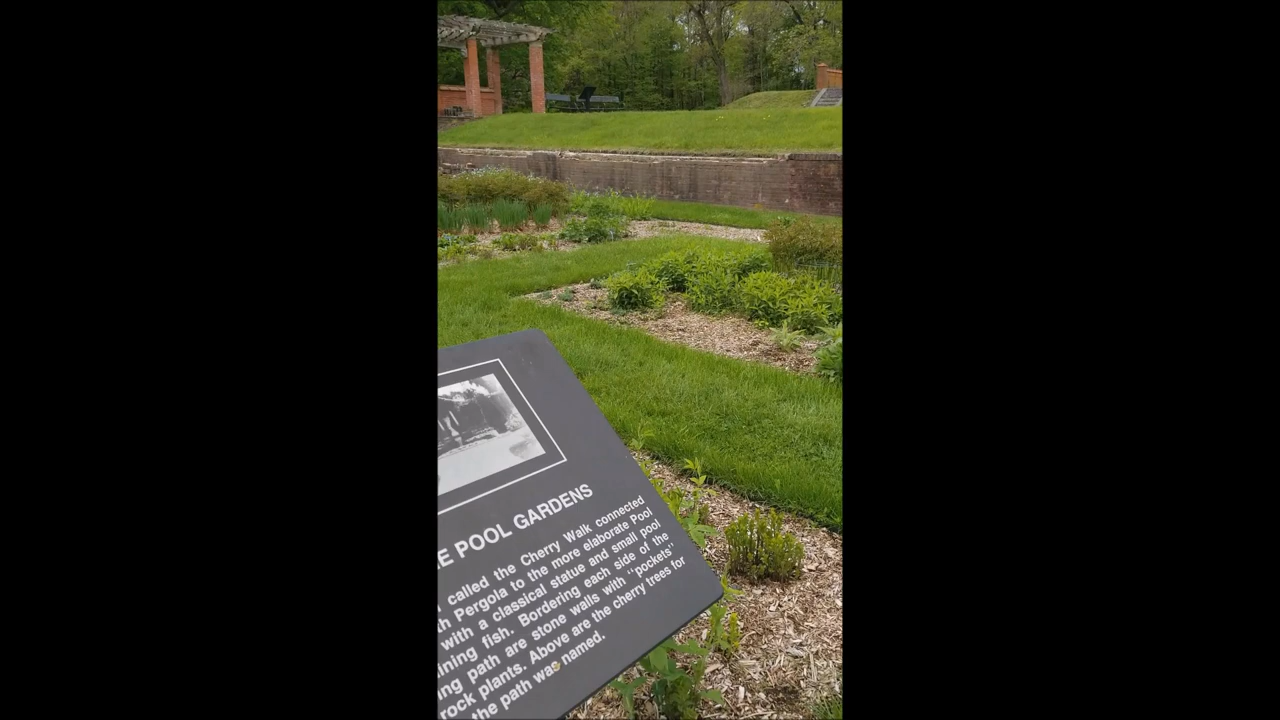 E POOL GARDENS
called the Cherry Walk connected
Pergola to the more elaborate Pool
with a classical statue and small pool
ining fish. Bordering each side of the
ing path are stone walls with "pockets"
rock plants. Above are the cherry trees for
the path was named.